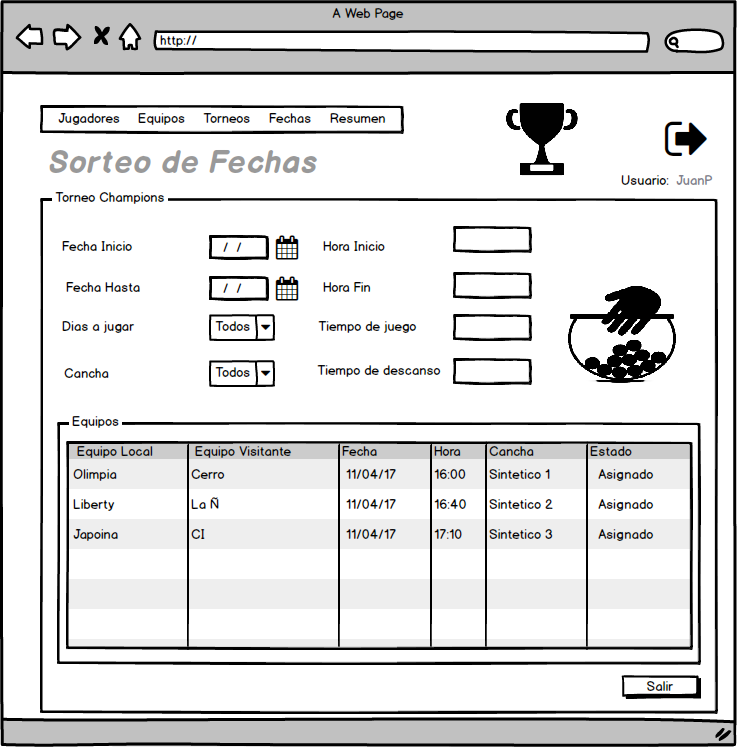 A Web Page
http://
Jugadores Equipos Torneos Fechas Resumen
Sorteo de Fechas
Usuario: JuanP
Torneo Champions
Fecha Inicio / / Hora Inicio
Fecha Hasta / / Hora Fin
Dias a jugar Todos Tiempo de juego
Cancha Todos Tiempo de descanso
Equipos
Equipo Local Equipo Visitante Fecha Hora Cancha Estado
Olimpia Cerro 11/04/17 16:00 Sintetico 1 Asignado
Liberty La Ñ 11/04/17 16:40 Sintetico 2 Asignado
Japoina CI 11/04/17 17:10 Sintetico 3 Asignado
Salir